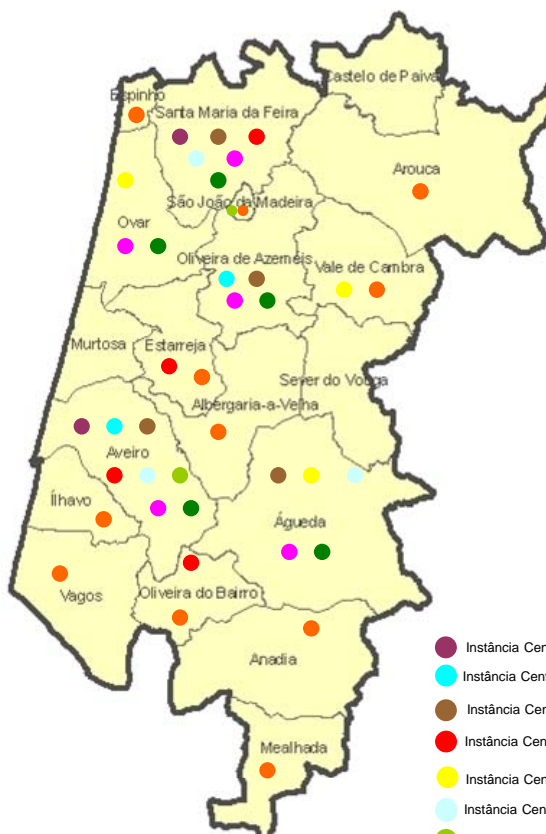 Castelo de Paiva
Espinho
Santa Maria da Feira
Arouca
São João da Madeira
Ovar
Oliveira de Azeméis
Vale de Cambra
Murtosa
Estarreja
Sever do Vouga
Albergaria-a-Velha
Aveiro
Ílhavo
Águeda
Vagos
Oliveira do Bairro
Anadia
Mealhada
Instância Cen
Instância Cent
Instância Cen
Instância Cen
Instância Cen
Instância Cen